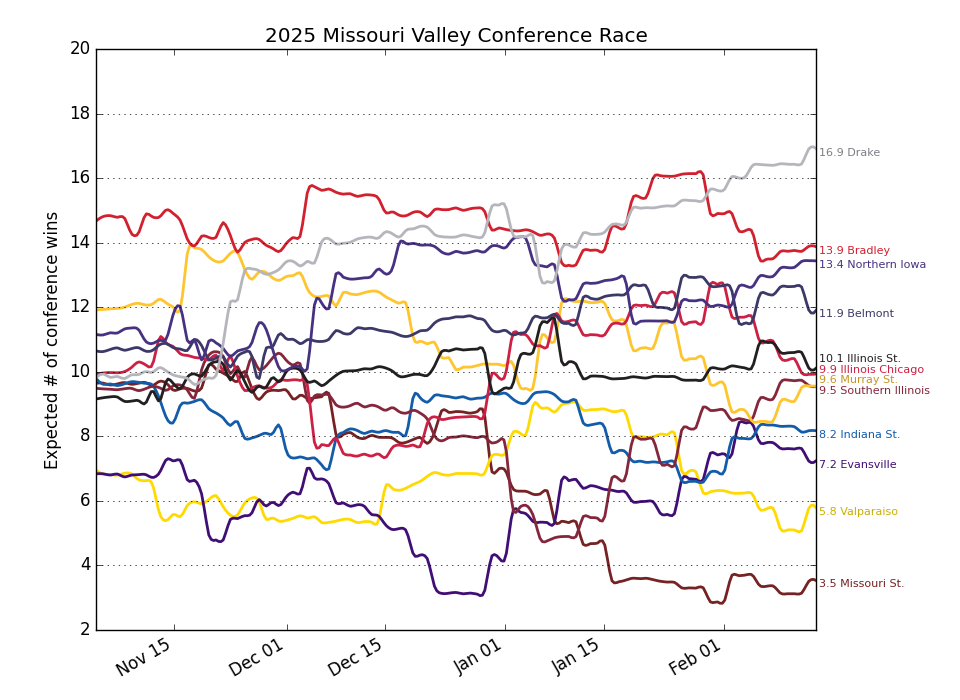 2025 Missouri Valley Conference Race
Expected # of conference wins
20
18
16
14
12
10
8
6
4
2
Nov 15
Dec 01
Dec 15
Jan 01
Jan 15
Feb 01
16.9 Drake
13.9 Bradley
13.4 Northern Iowa
11.9 Belmont
10.1 Illinois St.
9.9 Illinois Chicago
9.6 Murray St.
9.5 Southern Illinois
8.2 Indiana St.
7.2 Evansville
5.8 Valparaiso
3.5 Missouri St.